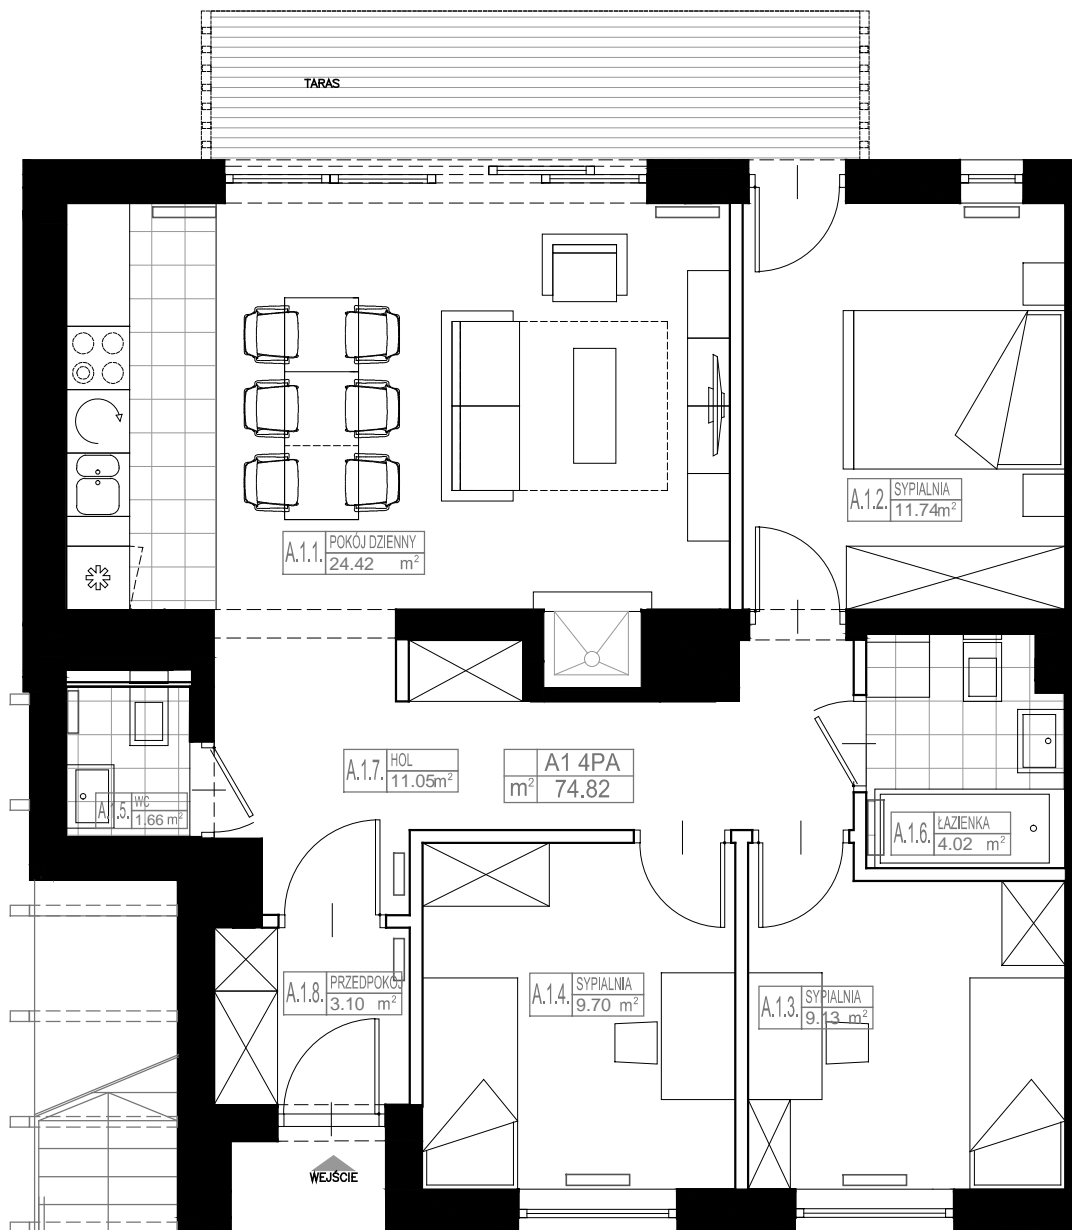 TARAS
A.1.1. POKÓJ DZIENNY
24.42 m²
A.1.2. SYPIALNIA
11.74m²
A.1.7. HOL
11.05m²
A1 4PA
m² 74.82
A.1.5. WC
1.66 m²
A.1.6. ŁAZIENKA
4.02 m²
A.1.8. PRZEDPOKÓJ
3.10 m²
A.1.4. SYPIALNIA
9.70 m²
A.1.3. SYPIALNIA
9.13 m²
WEJŚCIE